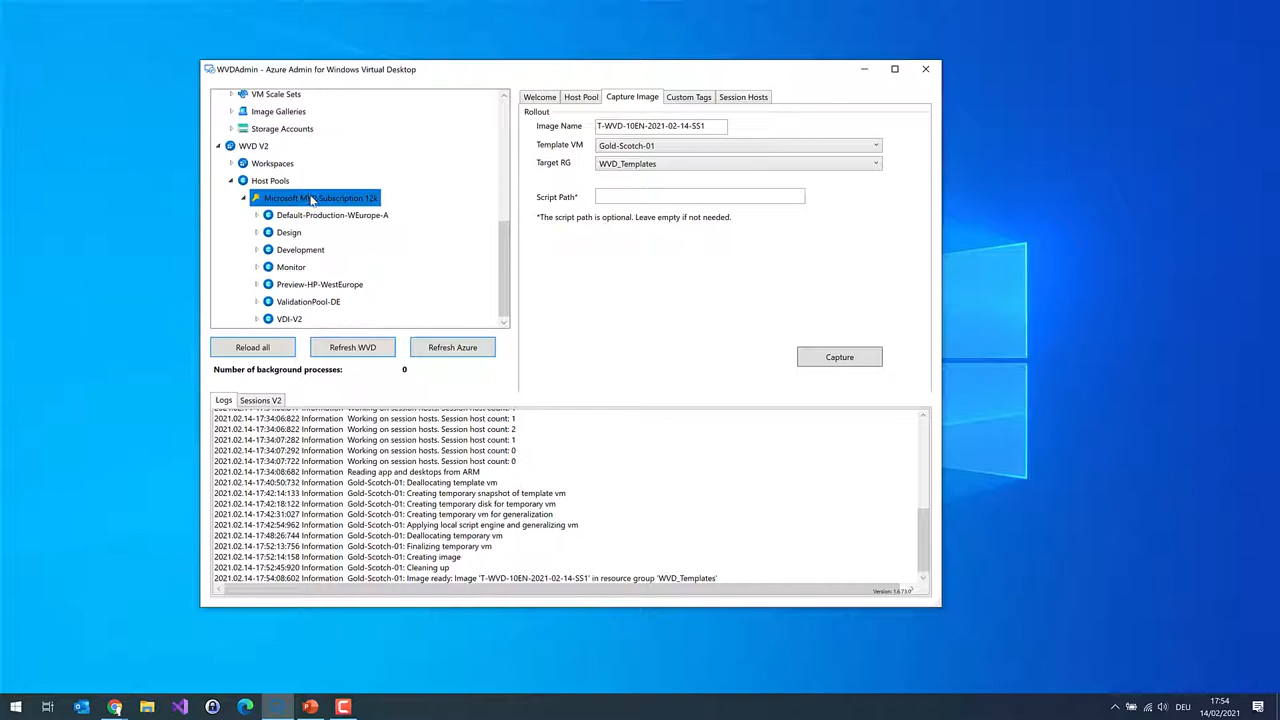 WVDAdmin - Azure Admin for Windows Virtual Desktop
VM Scale Sets
Image Galleries
Storage Accounts
WVD V2
Workspaces
Host Pools
Microsoft MVP Subscription 12k
Default-Production-WEurope-A
Design
Development
Monitor
Preview-HP-WestEurope
ValidationPool-DE
VDI-V2
Reload all
Refresh WVD
Refresh Azure
Number of background processes: 0
Welcome
Host Pool
Capture Image
Custom Tags
Session Hosts
Rollout
Image Name T-WVD-10EN-2021-02-14-SS1
Template VM Gold-Scotch-01
Target RG WVD_Templates
Script Path*
*The script path is optional. Leave empty if not needed.
Capture
Logs
Sessions V2
2021.02.14-17:34:06:822 Information Working on session hosts. Session host count: 1
2021.02.14-17:34:06:822 Information Working on session hosts. Session host count: 2
2021.02.14-17:34:07:282 Information Working on session hosts. Session host count: 1
2021.02.14-17:34:07:292 Information Working on session hosts. Session host count: 0
2021.02.14-17:34:07:722 Information Working on session hosts. Session host count: 0
2021.02.14-17:34:08:682 Information Reading app and desktops from ARM
2021.02.14-17:40:50:732 Information Gold-Scotch-01: Deallocating template vm
2021.02.14-17:42:14:133 Information Gold-Scotch-01: Creating temporary snapshot of template vm
2021.02.14-17:42:18:122 Information Gold-Scotch-01: Creating temporary disk for temporary vm
2021.02.14-17:42:31:027 Information Gold-Scotch-01: Creating temporary vm for generalization
2021.02.14-17:42:54:962 Information Gold-Scotch-01: Applying local script engine and generalizing vm
2021.02.14-17:48:26:744 Information Gold-Scotch-01: Deallocating temporary vm
2021.02.14-17:52:13:756 Information Gold-Scotch-01: Finalizing temporary vm
2021.02.14-17:52:14:158 Information Gold-Scotch-01: Creating image
2021.02.14-17:52:45:920 Information Gold-Scotch-01: Cleaning up
2021.02.14-17:54:08:602 Information Gold-Scotch-01: Image ready: Image 'T-WVD-10EN-2021-02-14-SS1' in resource group 'WVD_Templates'
Version: 1.6.73.0
DEU
17:54
14/02/2021